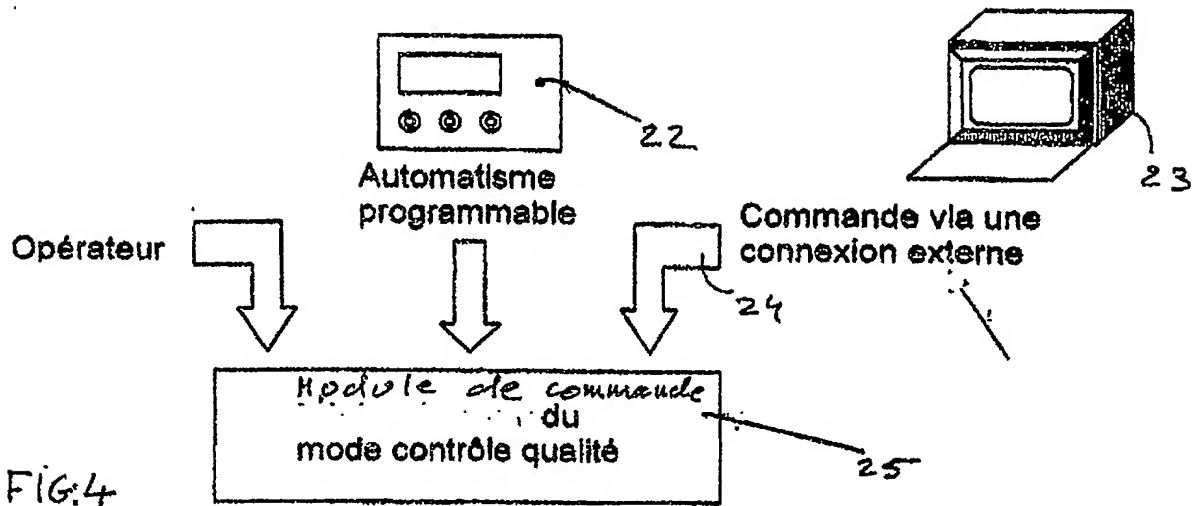 22
23
Automatisme
programmable
Opérateur
Commande via une
connexion externe
24
Module de commande
du
mode contrôle qualité
25
FIG.4